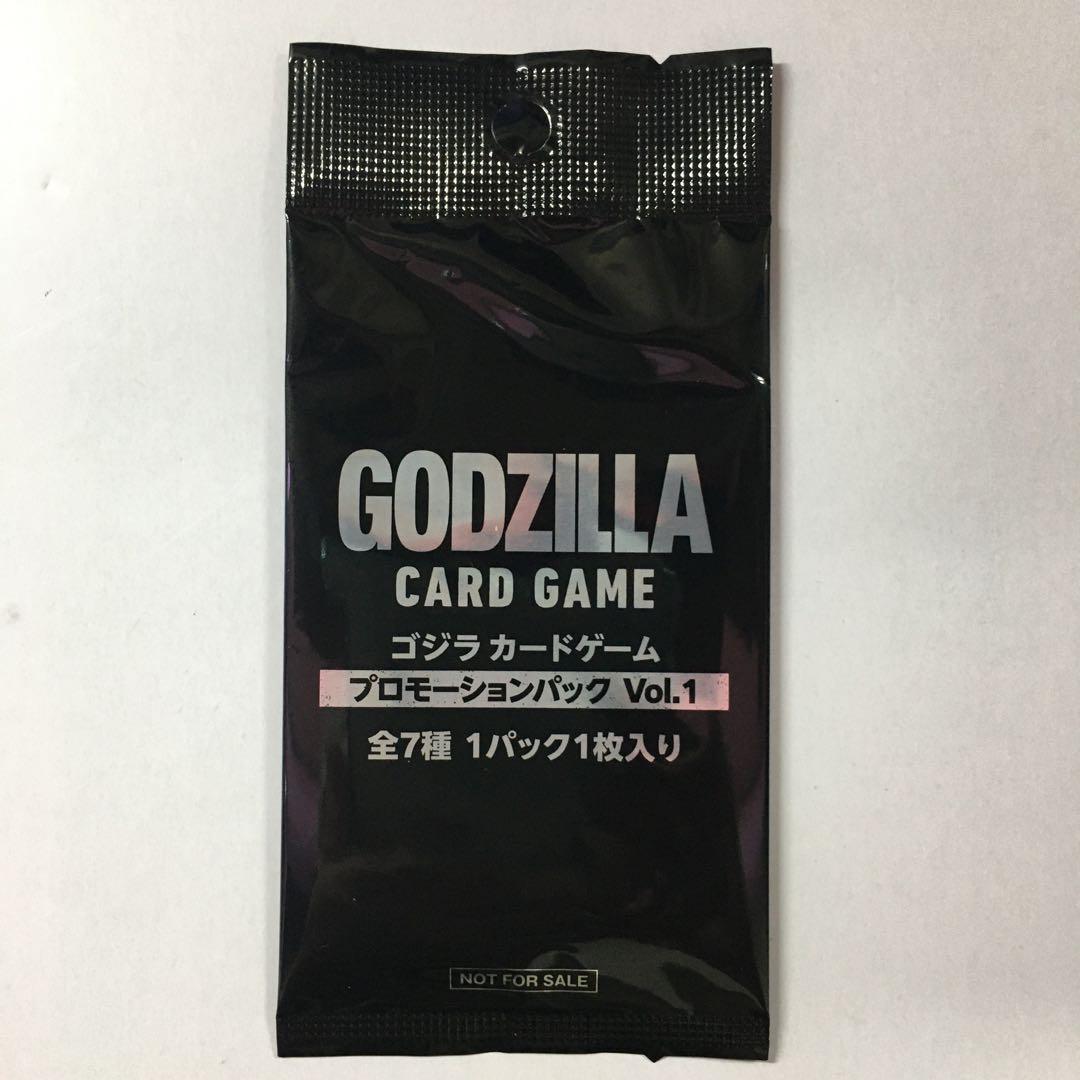 GODZILLA
CARD GAME
ゴジラ カードゲーム
プロモーションパック Vol.1
全7種 1パック1枚入り
NOT FOR SALE